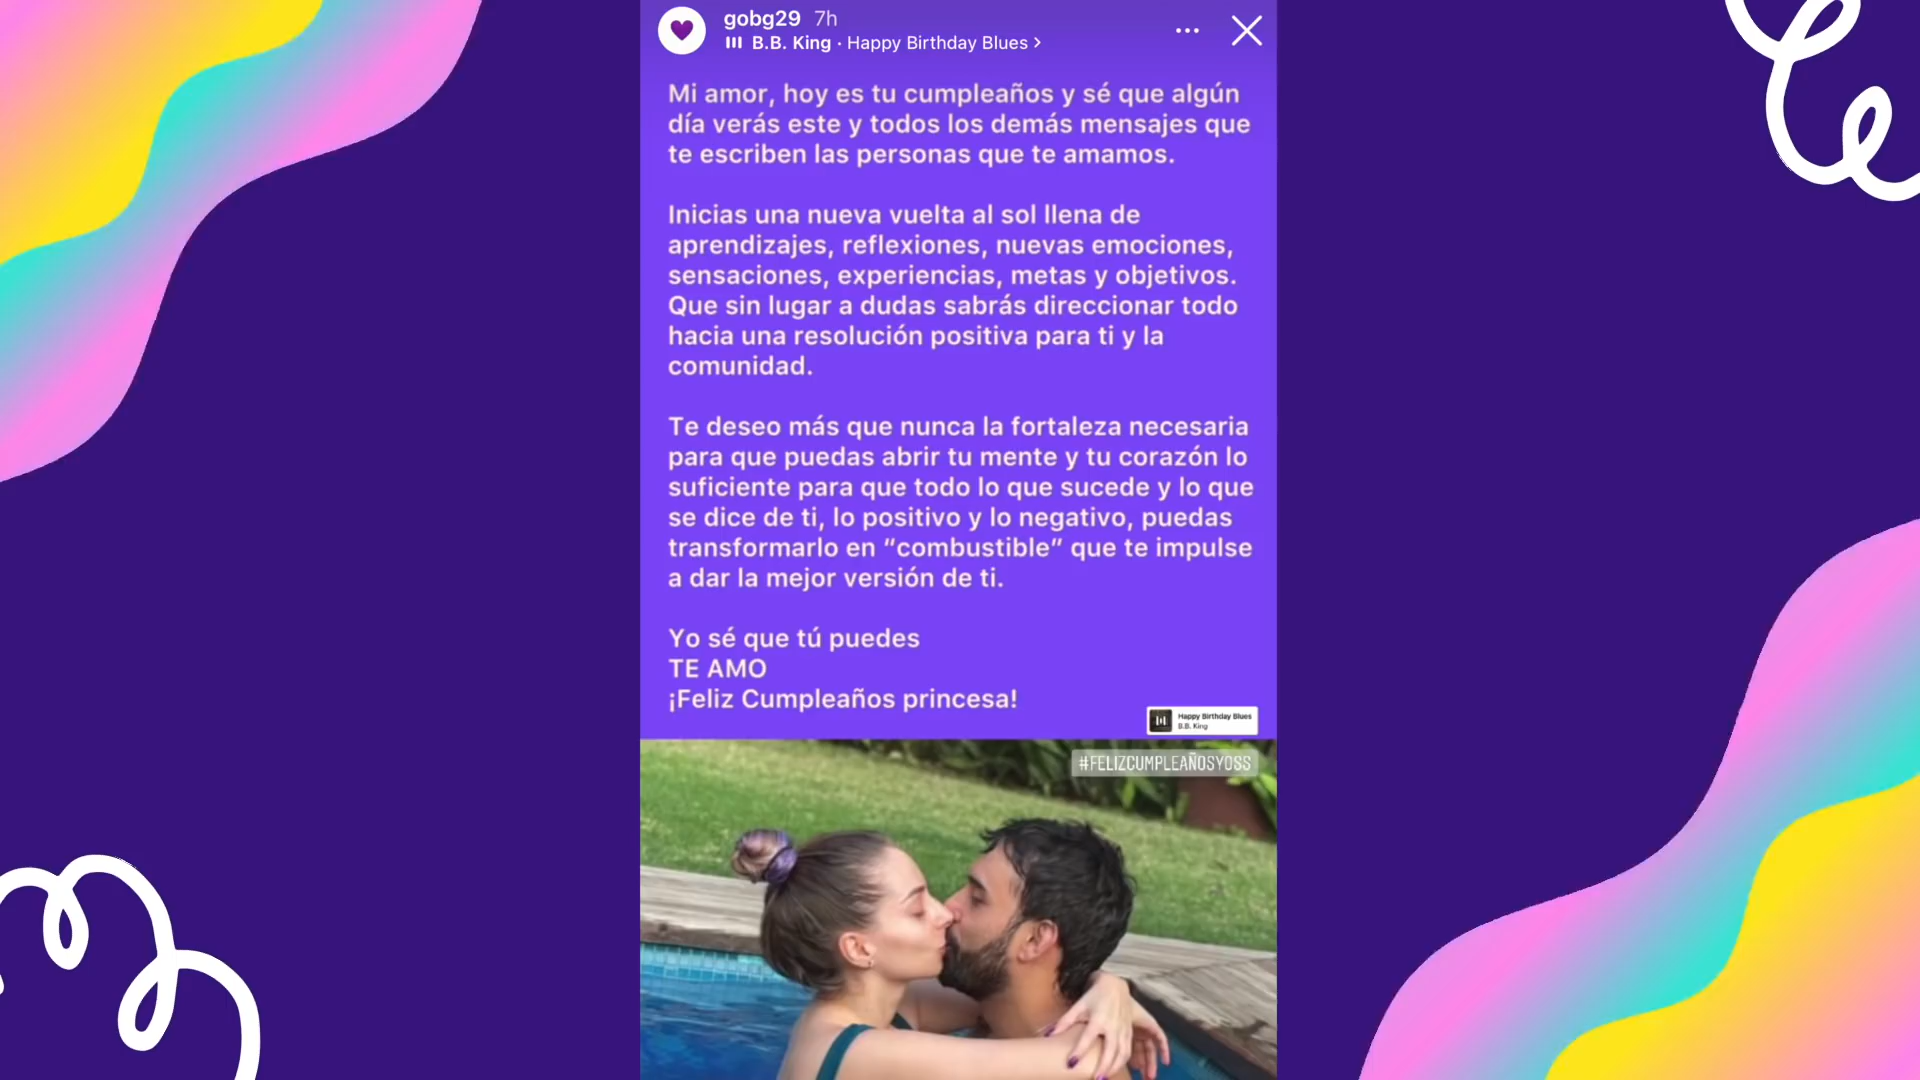 gobg29 7h
B.B. King · Happy Birthday Blues
Mi amor, hoy es tu cumpleaños y sé que algún
día verás este y todos los demás mensajes que
te escriben las personas que te amamos.
Inicias una nueva vuelta al sol llena de
aprendizajes, reflexiones, nuevas emociones,
sensaciones, experiencias, metas y objetivos.
Que sin lugar a dudas sabrás direccionar todo
hacia una resolución positiva para ti y la
comunidad.
Te deseo más que nunca la fortaleza necesaria
para que puedas abrir tu mente y tu corazón lo
suficiente para que todo lo que sucede y lo que
se dice de ti, lo positivo y lo negativo, puedas
transformarlo en “combustible” que te impulse
a dar la mejor versión de ti.
Yo sé que tú puedes
TE AMO
¡Feliz Cumpleaños princesa!
Happy Birthday Blues
B.B. King
#FELIZCUMPLEAÑOSYOSS